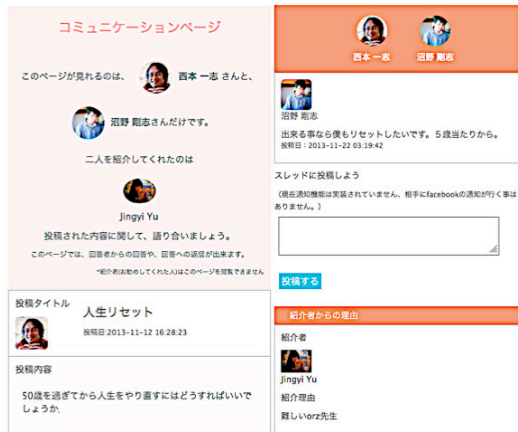 コミュニケーションページ
このページが見れるのは、 西本 一志 さんと、
沼野 剛志さんだけです。
二人を紹介してくれたのは
Jingyi Yu
投稿された内容に関して、語り合いましょう。
このページでは、回答者からの回答や、回答への返信が出来ます。
*紹介者(お勧めしてくれた人)はこのページを閲覧できません
投稿タイトル
人生リセット
投稿日:2013-11-12 16:28:23
投稿内容
50歳を過ぎてから人生をやり直すにはどうすればいいで
しょうか.
西本 一志 沼野 剛志
沼野 剛志
出来る事なら僕もリセットしたいです。５歳当たりから。
投稿日：2013-11-22 03:19:42
スレッドに投稿しよう
（現在通知機能は実装されていません、相手にfacebookの通知が行く事は
ありません。）
投稿する
紹介者からの理由
紹介者
Jingyi Yu
紹介理由
難しいorz先生